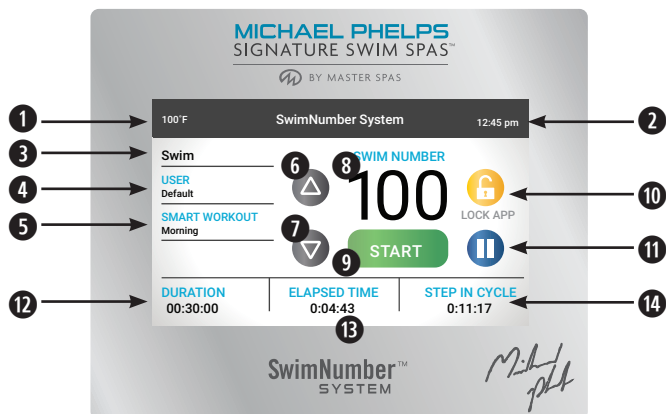 MICHAEL PHELPS
SIGNATURE SWIM SPAS™
BY MASTER SPAS
1
100°F
SwimNumber System
12:45 pm
2
3
Swim
6
8
SWIM NUMBER
4
USER
Default
100
10
LOCK APP
5
SMART WORKOUT
Morning
7
9
START
11
12
DURATION
00:30:00
ELAPSED TIME
0:04:43
STEP IN CYCLE
0:11:17
14
13
SwimNumber™
SYSTEM